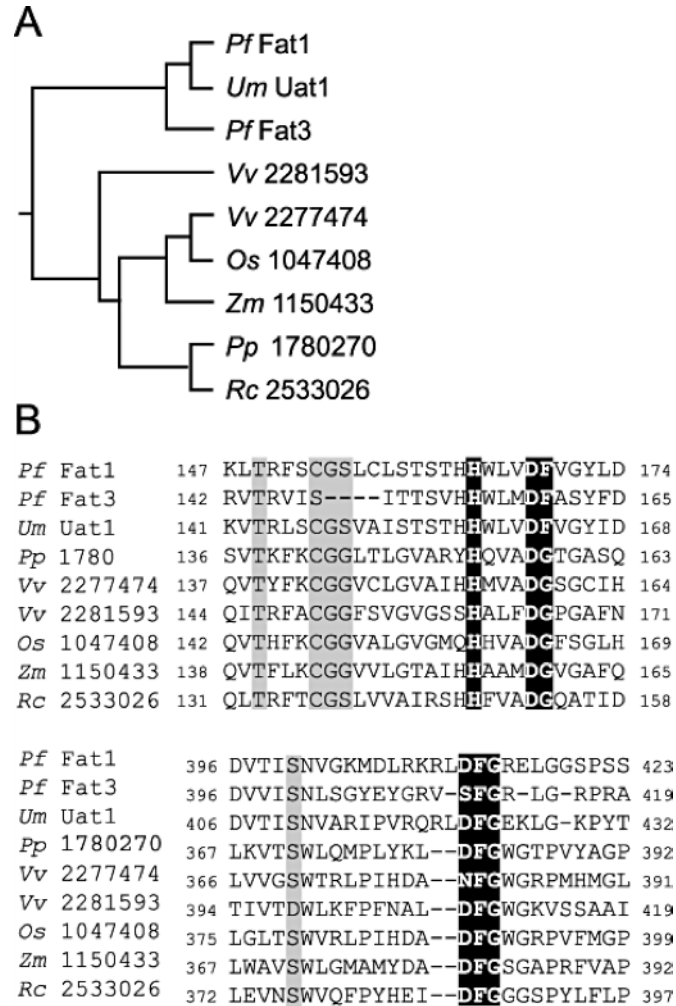 A
Pf Fat1
Um Uat1
Pf Fat3
Vv 2281593
Vv 2277474
Os 1047408
Zm 1150433
Pp 1780270
Rc 2533026
B
Pf Fat1 147 KLTRFSCGSLCLSTSTHHWLVDFVGYLD 174
Pf Fat3 142 RVTRVIS----ITTSVHHWLMDFASYFD 165
Um Uat1 141 KVTRLSCGSVAISTSTHHWLVDFVGYID 168
Pp 1780 136 SVTKFKCGGLTLGVARYHQVADGTGASQ 163
Vv 2277474 137 QVTYFKCGGVCLGVAIHHMVADGSGCIH 164
Vv 2281593 144 QITRFACGGFSVGVGSSHALFDGPGAFN 171
Os 1047408 142 QVTHFKCGGVALGVGMQHHVADGFSGLH 169
Zm 1150433 138 QVTFLKCGGVVLGTAIHHAAMDGVGAFQ 165
Rc 2533026 131 QLTRFTCGSLVVAIRSHHFVADGQATID 158
Pf Fat1 396 DVTISNVGKMDLRKRLDFGRELGGSPSS 423
Pf Fat3 396 DVVISNLSGYEYGRV-SFGR-LG-RPRA 419
Um Uat1 406 DVTISNVARIPVRQRLDFGEKLG-KPYT 432
Pp 1780270 367 LKVTSWLQMPLYKL--DFGWGTPVYAGP 392
Vv 2277474 366 LVVGSWTRLPIHDA--NFGWGRPMHMGL 391
Vv 2281593 394 TIVTDWLKFPFNAL--DFGWGKVSSAAI 419
Os 1047408 375 LGLTSWVRLPIHDA--DFGWGRPVFMGP 399
Zm 1150433 367 LWAVSWLGMAMYDA--DFGSGAPRFVAP 392
Rc 2533026 372 LEVNSWVQFPYHEI--DFGGGSPYLFLP 397